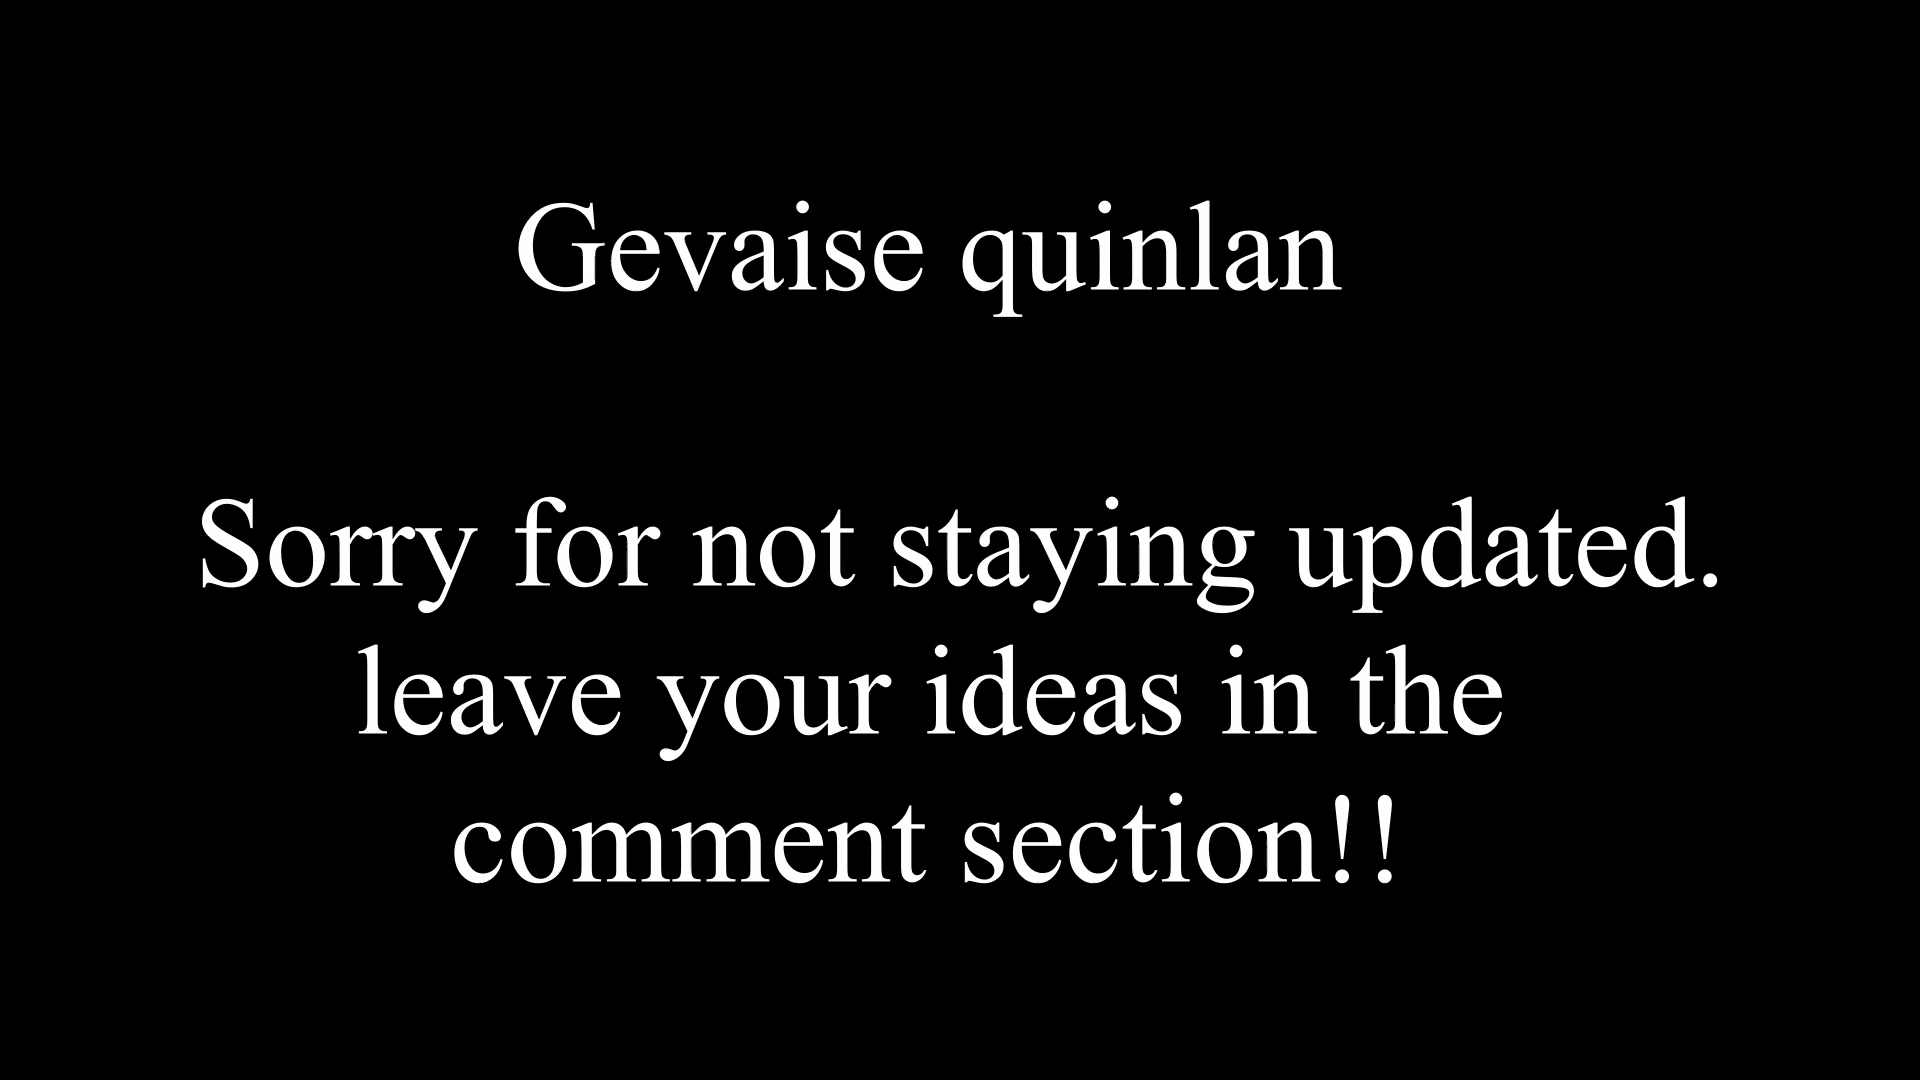 Gevaise quinlan
Sorry for not staying updated.
leave your ideas in the
comment section!!